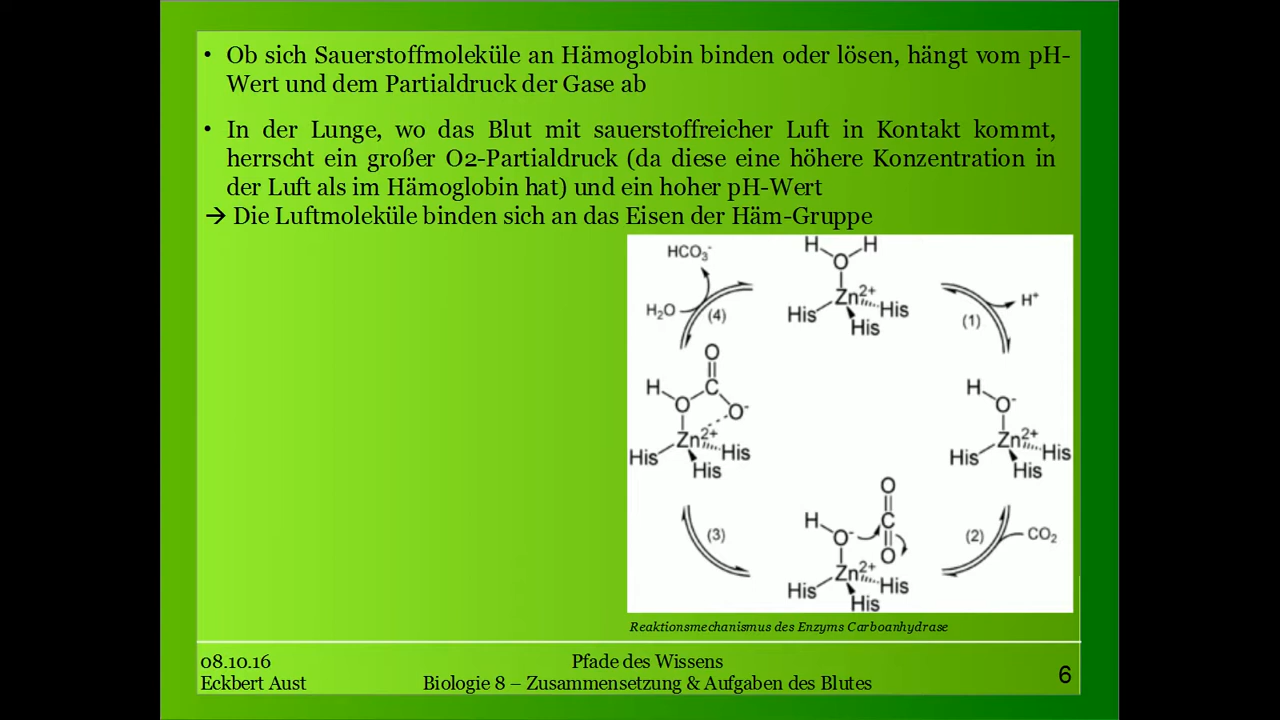 • Ob sich Sauerstoffmoleküle an Hämoglobin binden oder lösen, hängt vom pH-
Wert und dem Partialdruck der Gase ab
• In der Lunge, wo das Blut mit sauerstoffreicher Luft in Kontakt kommt,
herrscht ein großer O2-Partialdruck (da diese eine höhere Konzentration in
der Luft als im Hämoglobin hat) und ein hoher pH-Wert
→ Die Luftmoleküle binden sich an das Eisen der Häm-Gruppe
HCO₃⁻
H H
O
Zn²⁺
His His
His
H₂O
(4)
(1)
H⁺
O
H C
O O⁻
Zn²⁺
His His
His
H
O⁻
Zn²⁺
His His
His
(3)
(2)
CO₂
O
H C
O⁻ O
Zn²⁺
His His
His
Reaktionsmechanismus des Enzyms Carboanhydrase
08.10.16
Eckbert Aust
Pfade des Wissens
Biologie 8 – Zusammensetzung & Aufgaben des Blutes
6